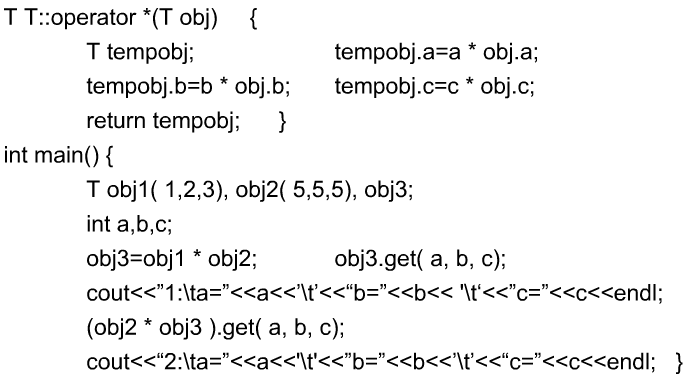 T T::operator *(T obj) {
T tempobj; tempobj.a=a * obj.a;
tempobj.b=b * obj.b; tempobj.c=c * obj.c;
return tempobj; }
int main() {
T obj1( 1,2,3), obj2( 5,5,5), obj3;
int a,b,c;
obj3=obj1 * obj2; obj3.get( a, b, c);
cout<<”1:\ta=”<<a<<’\t’<<“b=”<<b<< '\t‘<<”c=”<<c<<endl;
(obj2 * obj3 ).get( a, b, c);
cout<<“2:\ta=”<<a<<'\t'<<”b=”<<b<<’\t’<<“c=”<<c<<endl; }